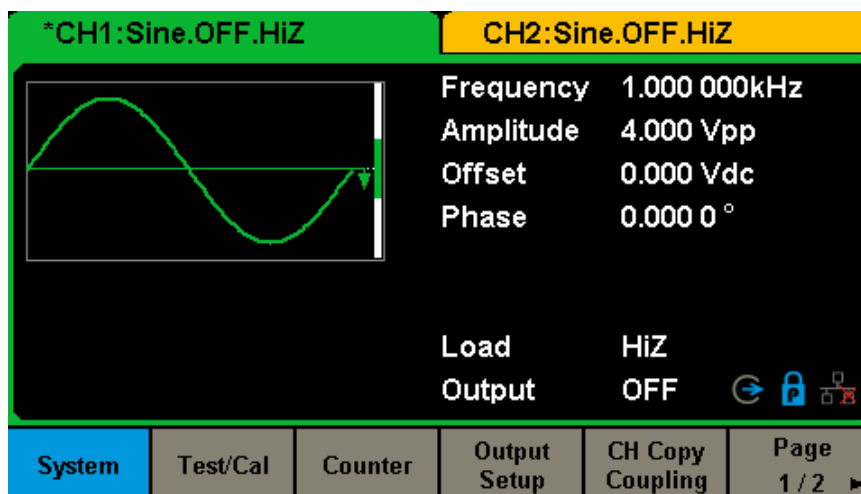 *CH1:Sine.OFF.HiZ
CH2:Sine.OFF.HiZ
Frequency 1.000 000kHz
Amplitude 4.000 Vpp
Offset 0.000 Vdc
Phase 0.000 0 °
Load HiZ
Output OFF
P
System
Test/Cal
Counter
Output
Setup
CH Copy
Coupling
Page
1 / 2 ►